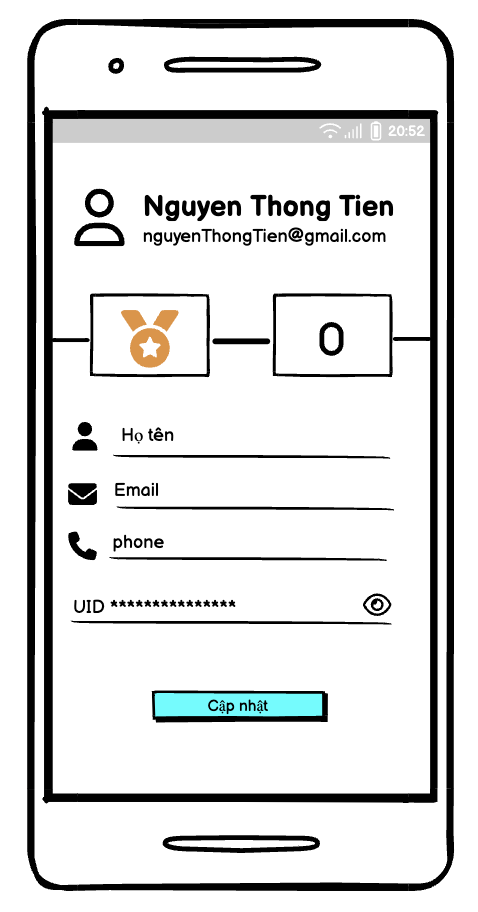 20:52
Nguyen Thong Tien
nguyenThongTien@gmail.com
0
Họ tên
Email
phone
UID ***************
Cập nhật